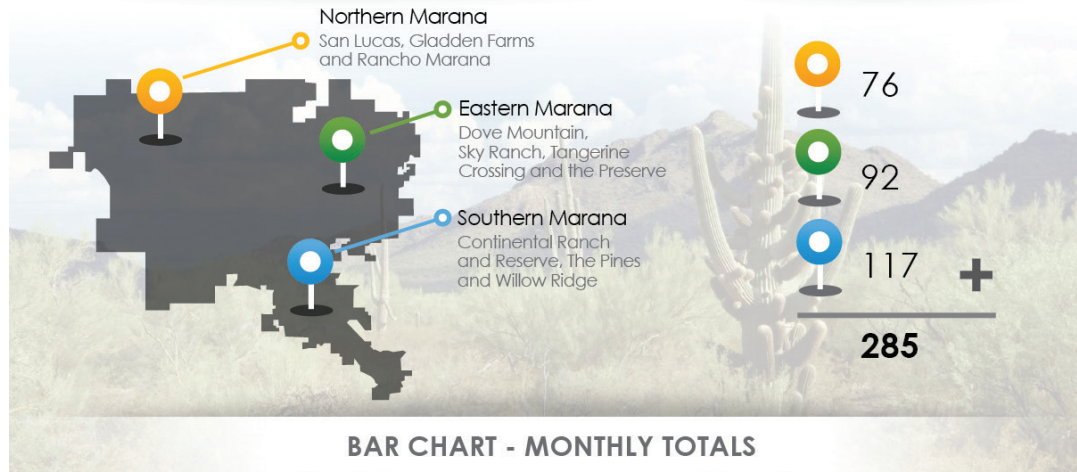 Northern Marana
San Lucas, Gladden Farms
and Rancho Marana
Eastern Marana
Dove Mountain,
Sky Ranch, Tangerine
Crossing and the Preserve
Southern Marana
Continental Ranch
and Reserve, The Pines
and Willow Ridge
76
92
117 +
285
BAR CHART - MONTHLY TOTALS